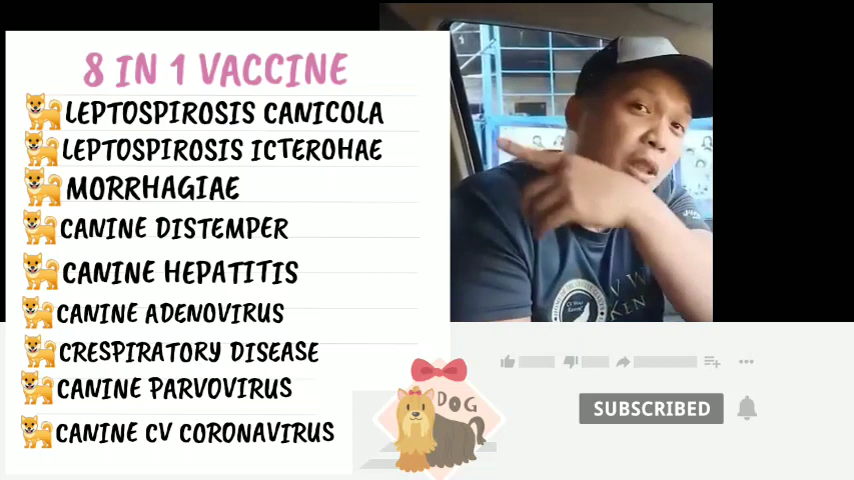 8 IN 1 VACCINE
LEPTOSPIROSIS CANICOLA
LEPTOSPIROSIS ICTEROHAE
MORRHAGIAE
CANINE DISTEMPER
CANINE HEPATITIS
CANINE ADENOVIRUS
CRESPIRATORY DISEASE
CANINE PARVOVIRUS
CANINE CV CORONAVIRUS
DOG
SUBSCRIBED